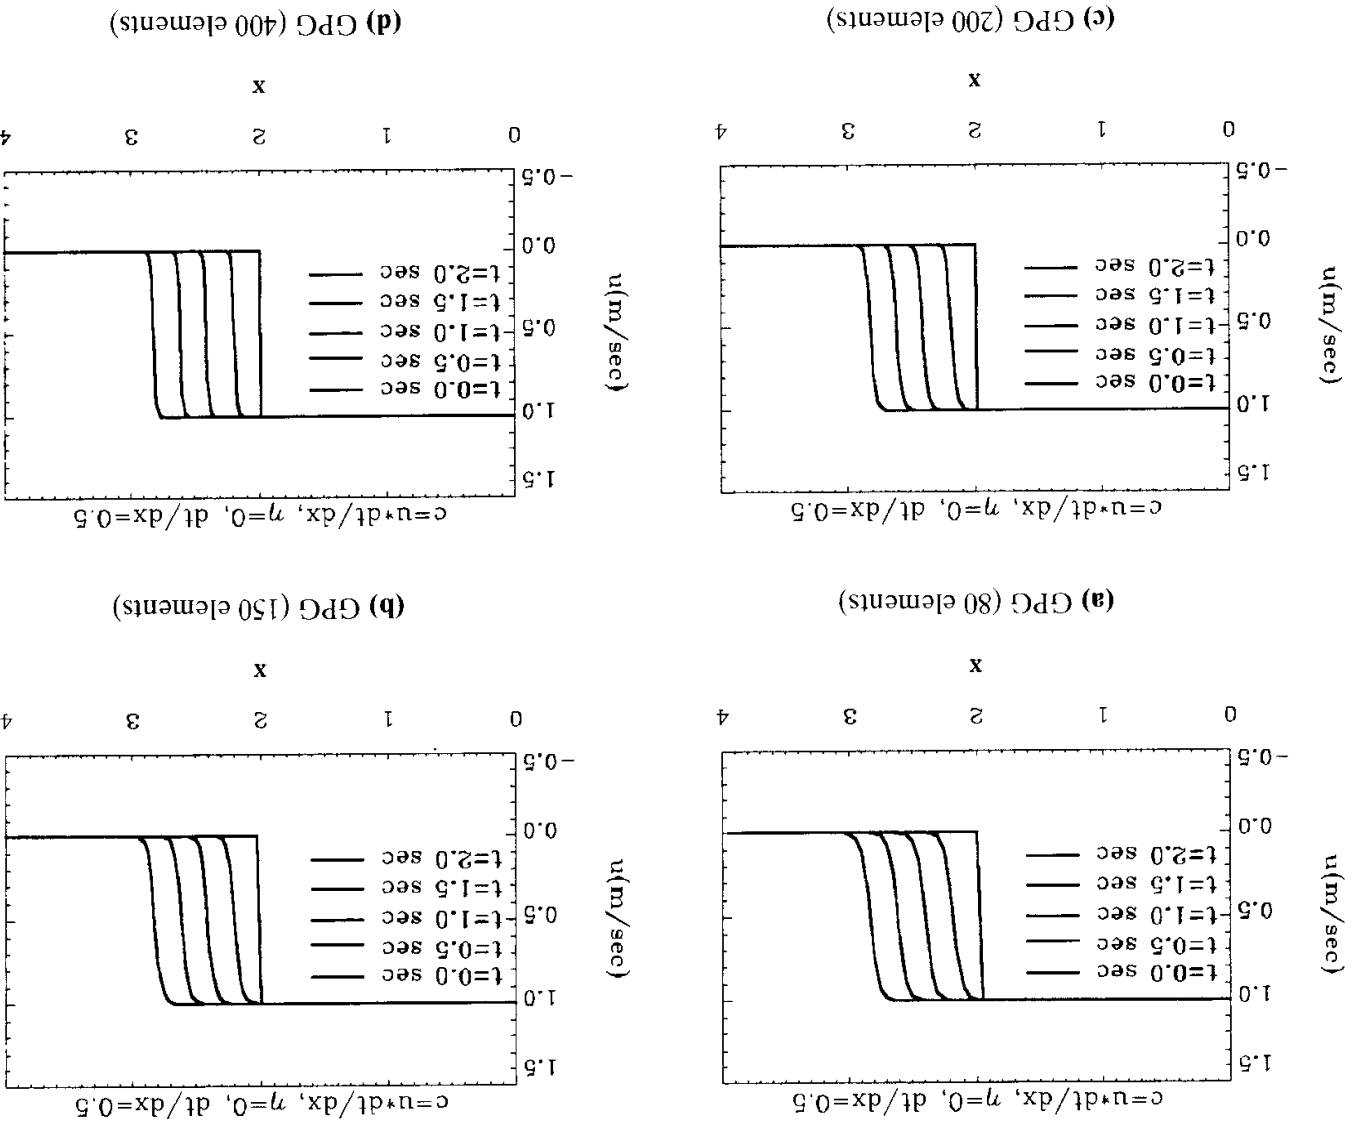 c=u*dt/dx, η=0, dt/dx=0.5
1.5
1.0
0.5
0.0
-0.5
u(m/sec)
t=0.0 sec
t=0.5 sec
t=1.0 sec
t=1.5 sec
t=2.0 sec
0 1 2 3 4
x
(a) GPG (80 elements)
c=u*dt/dx, η=0, dt/dx=0.5
1.5
1.0
0.5
0.0
-0.5
u(m/sec)
t=0.0 sec
t=0.5 sec
t=1.0 sec
t=1.5 sec
t=2.0 sec
0 1 2 3 4
x
(b) GPG (150 elements)
c=u*dt/dx, η=0, dt/dx=0.5
1.5
1.0
0.5
0.0
-0.5
u(m/sec)
t=0.0 sec
t=0.5 sec
t=1.0 sec
t=1.5 sec
t=2.0 sec
0 1 2 3 4
x
(c) GPG (200 elements)
c=u*dt/dx, η=0, dt/dx=0.5
1.5
1.0
0.5
0.0
-0.5
u(m/sec)
t=0.0 sec
t=0.5 sec
t=1.0 sec
t=1.5 sec
t=2.0 sec
0 1 2 3 4
x
(d) GPG (400 elements)